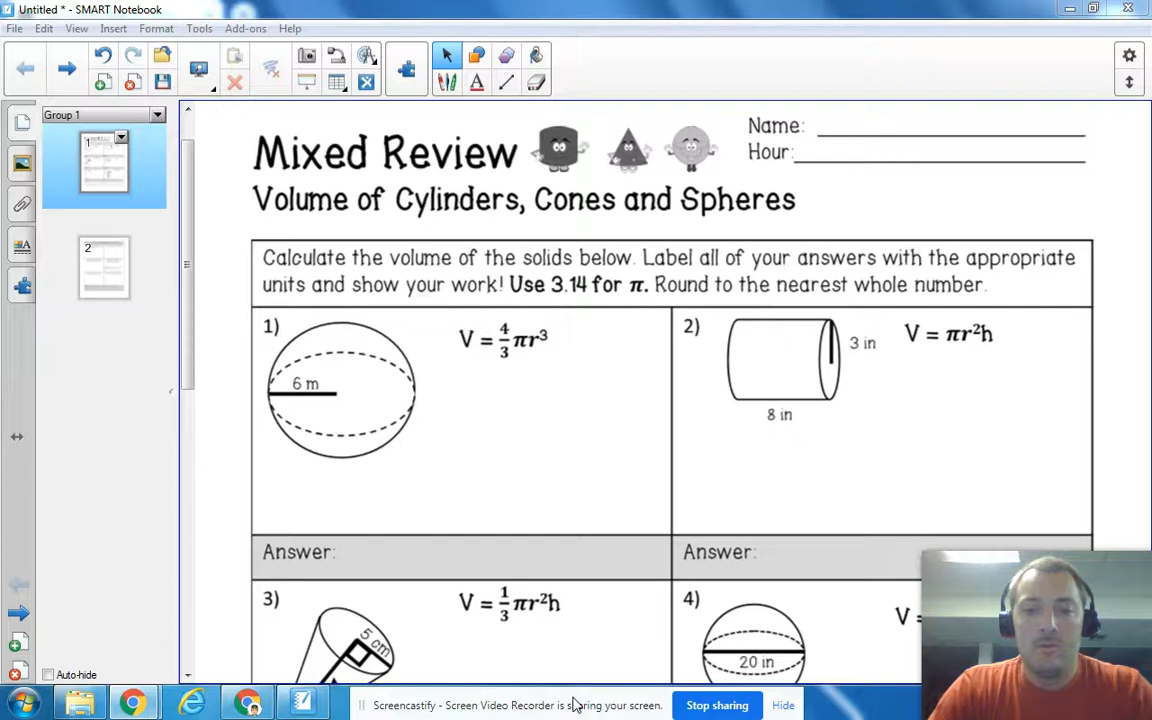 Untitled * - SMART Notebook
File Edit View Insert Format Tools Add-ons Help
Group 1
1
2
Auto-hide
Mixed Review
Name:
Hour:
Volume of Cylinders, Cones and Spheres
Calculate the volume of the solids below. Label all of your answers with the appropriate
units and show your work! Use 3.14 for π. Round to the nearest whole number.
1)
V = 4/3 πr³
6 m
2)
V = πr²h
3 in
8 in
Answer:
Answer:
3)
V = 1/3 πr²h
5 cm
4)
V =
20 in
Screencastify - Screen Video Recorder is sharing your screen.
Stop sharing
Hide